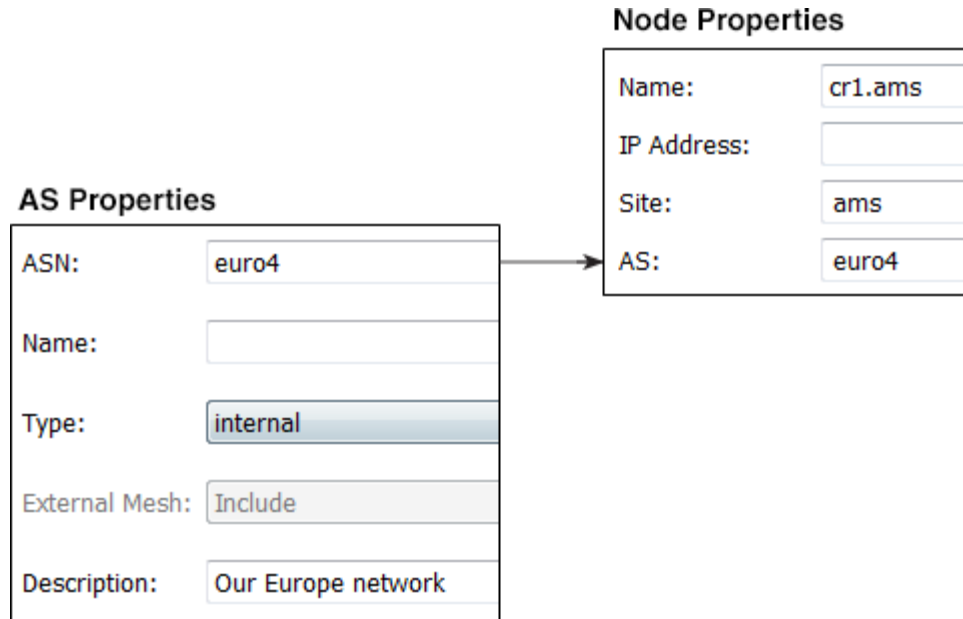 Node Properties
Name: cr1.ams
IP Address:
Site: ams
AS: euro4
AS Properties
ASN: euro4
Name:
Type: internal
External Mesh: Include
Description: Our Europe network